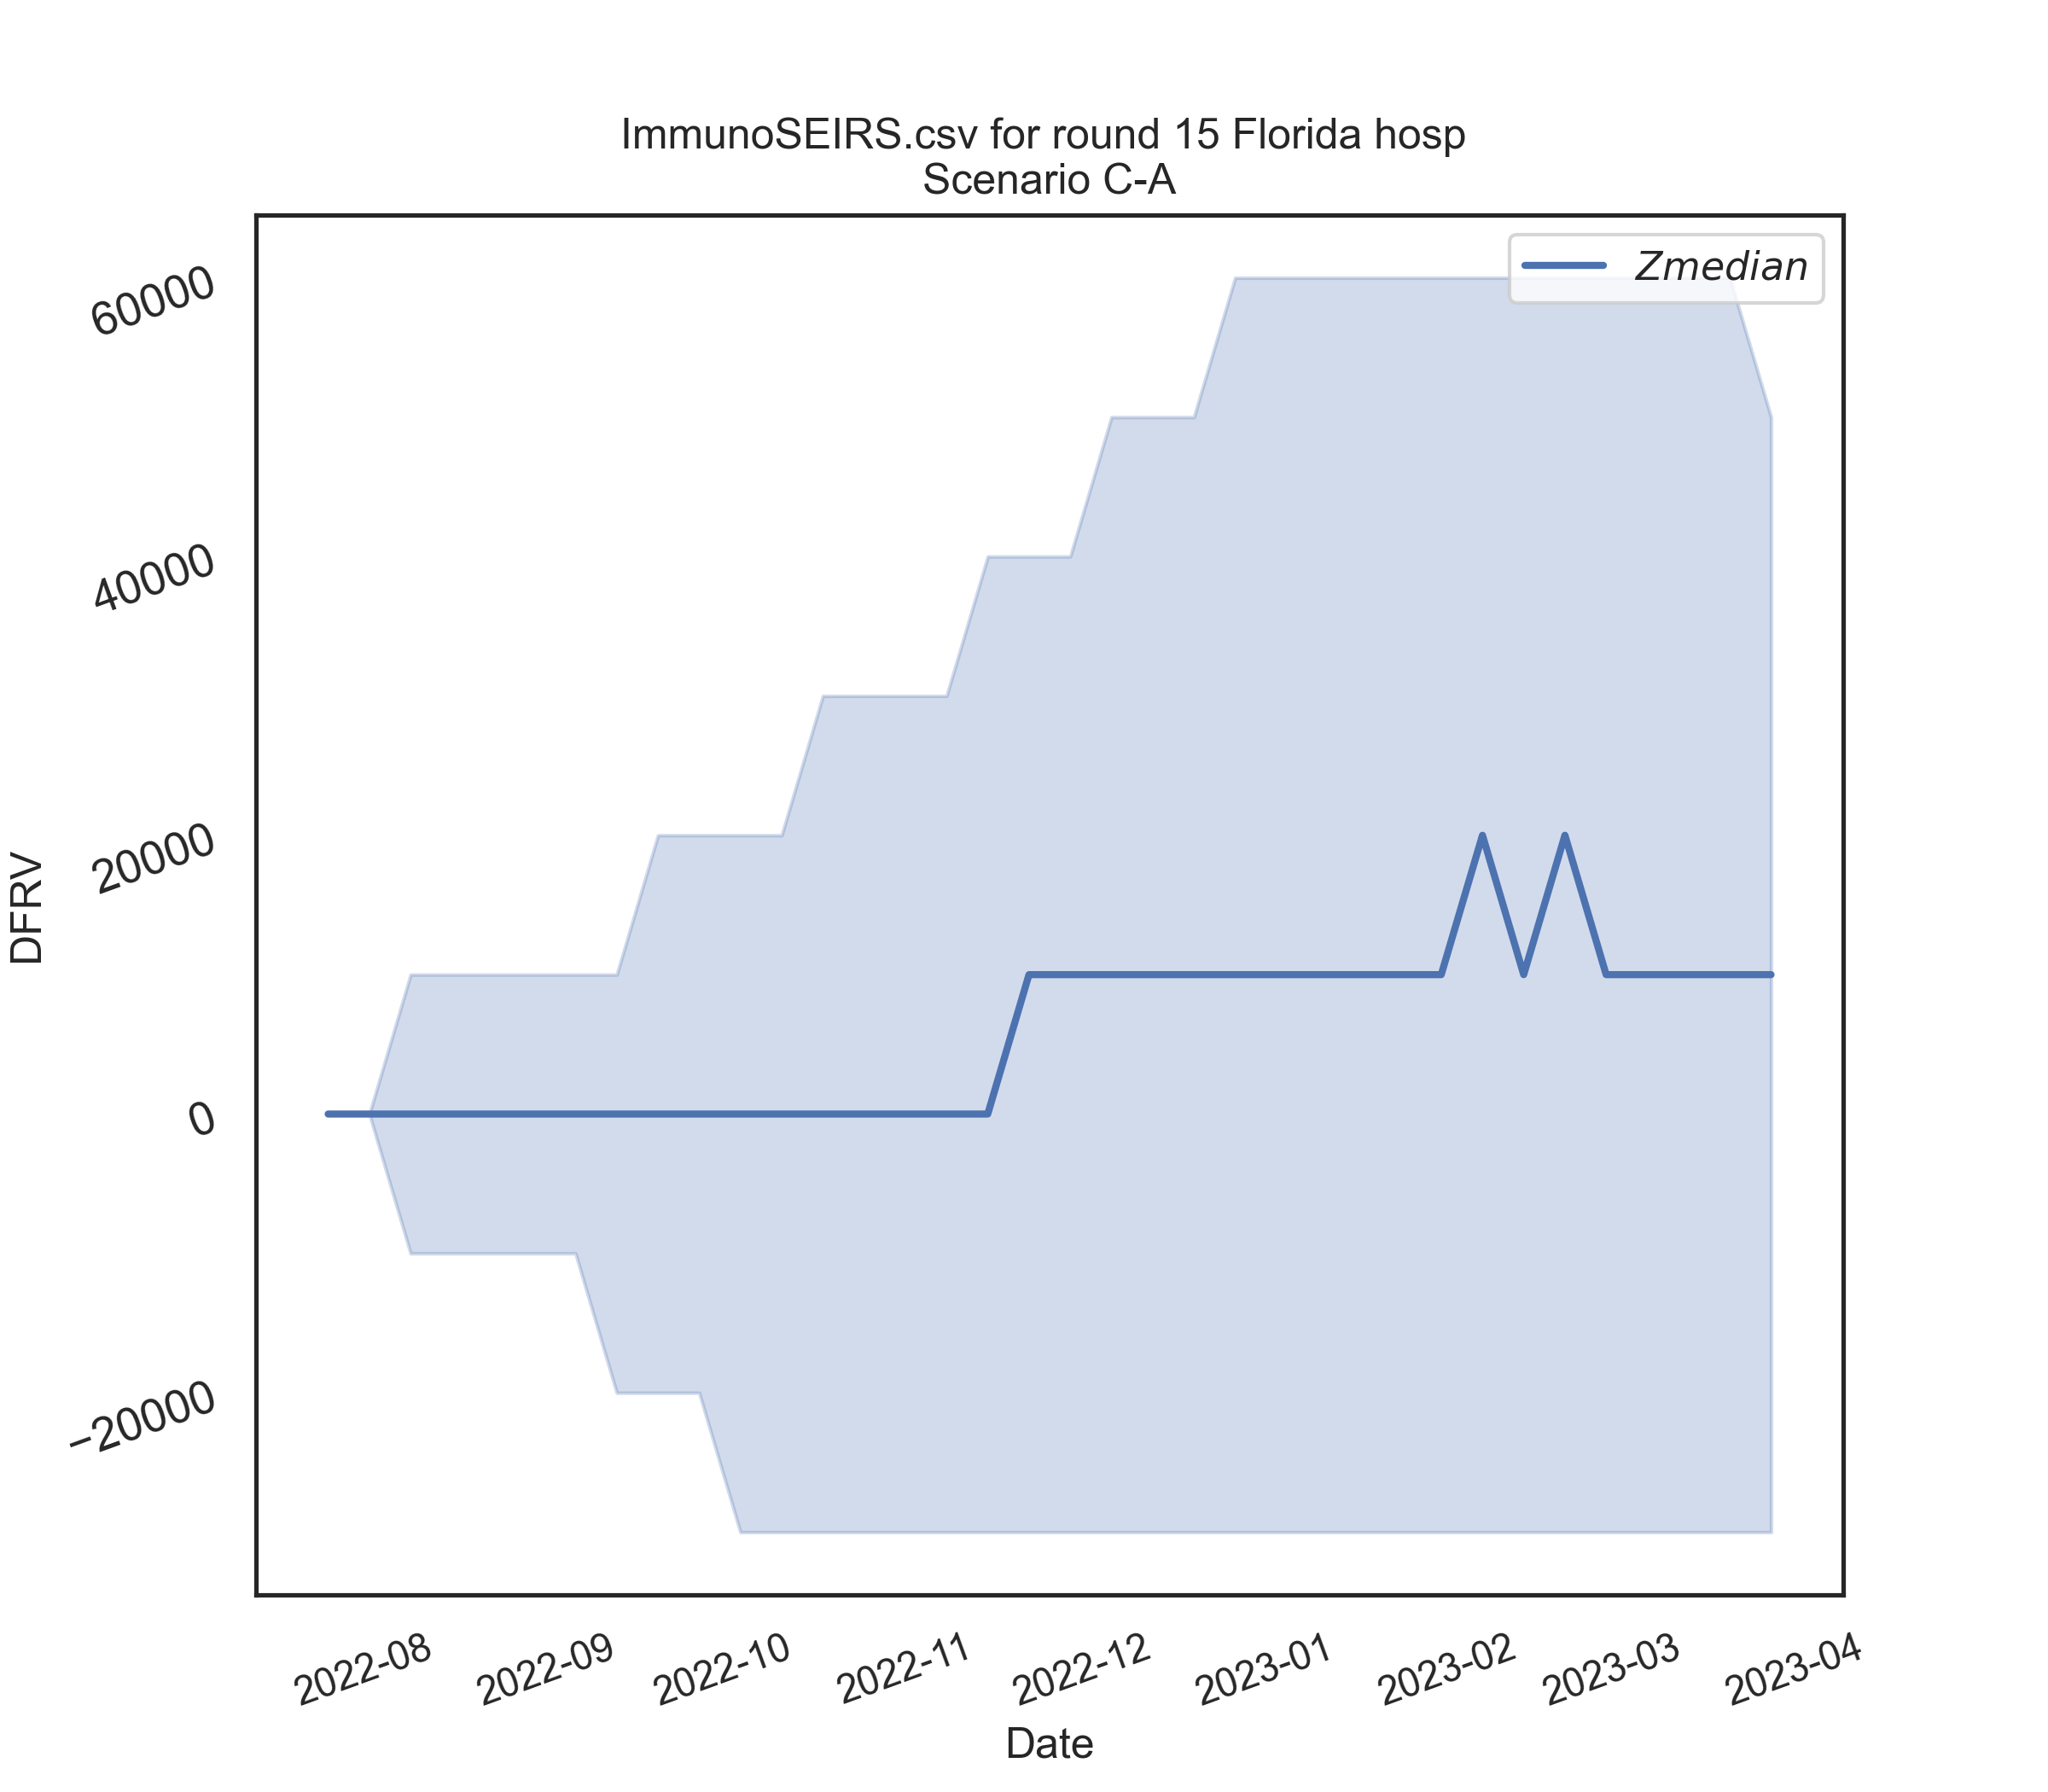 ImmunoSEIRS.csv for round 15 Florida hosp
Scenario C-A
Zmedian
60000
40000
20000
0
−20000
DFRV
2022-08
2022-09
2022-10
2022-11
2022-12
2023-01
2023-02
2023-03
2023-04
Date